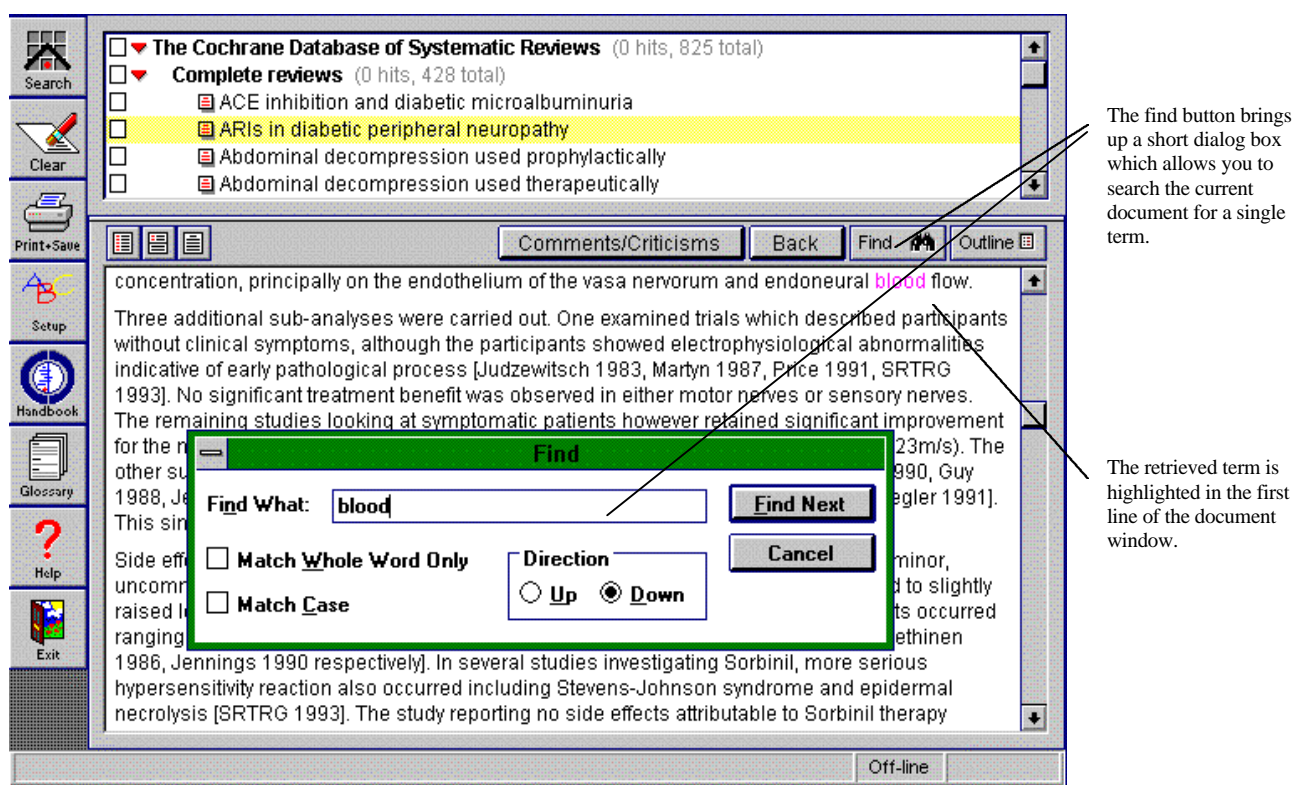 Search
Clear
Print+Save
Setup
Handbook
Glossary
Help
Exit
The Cochrane Database of Systematic Reviews (0 hits, 825 total)
Complete reviews (0 hits, 428 total)
ACE inhibition and diabetic microalbuminuria
ARIs in diabetic peripheral neuropathy
Abdominal decompression used prophylactically
Abdominal decompression used therapeutically
Comments/Criticisms
Back
Find
Outline
concentration, principally on the endothelium of the vasa nervorum and endoneural blood flow.
Three additional sub-analyses were carried out. One examined trials which described participants
without clinical symptoms, although the participants showed electrophysiological abnormalities
indicative of early pathological process [Judzewitsch 1983, Martyn 1987, Price 1991, SRTRG
1993]. No significant treatment benefit was observed in either motor nerves or sensory nerves.
The remaining studies looking at symptomatic patients however retained significant improvement
for the n 23m/s). The
other su 990, Guy
1988, Je egler 1991].
This sin
Side effe minor,
uncomm d to slightly
raised l ts occurred
ranging ethinen
1986, Jennings 1990 respectively]. In several studies investigating Sorbinil, more serious
hypersensitivity reaction also occurred including Stevens-Johnson syndrome and epidermal
necrolysis [SRTRG 1993]. The study reporting no side effects attributable to Sorbinil therapy
Find
Find What: blood
Find Next
Match Whole Word Only
Direction
Cancel
Match Case
Up Down
Off-line
The find button brings
up a short dialog box
which allows you to
search the current
document for a single
term.
The retrieved term is
highlighted in the first
line of the document
window.